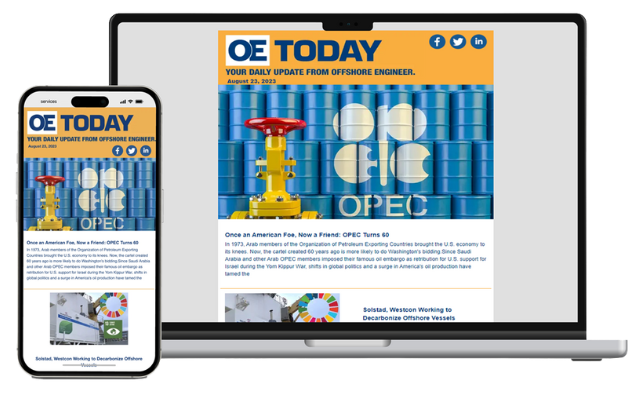 OE TODAY
YOUR DAILY UPDATE FROM OFFSHORE ENGINEER.
August 23, 2023
OPEC
Once an American Foe, Now a Friend: OPEC Turns 60
In 1973, Arab members of the Organization of Petroleum Exporting Countries brought the U.S. economy to
its knees. Now, the cartel created 60 years ago is more likely to do Washington's bidding Since Saudi
Arabia and other Arab OPEC members imposed their famous oil embargo as retribution for U.S. support for
Israel during the Yom Kippur War, shifts in global politics and a surge in America's oil production have
tamed the
Solstad, Westcon Working to
Decarbonize Offshore Vessels
OE TODAY
YOUR DAILY UPDATE FROM OFFSHORE ENGINEER.
August 23, 2023
OPEC
Once an American Foe, Now a Friend: OPEC Turns 60
In 1973, Arab members of the Organization of Petroleum
Exporting Countries brought the U.S. economy to its knees. Now, the cartel created
60 years ago is more likely to do Washington's bidding Since Saudi Arabia
and other Arab OPEC members imposed their famous oil embargo as
retribution for U.S. support for Israel during the Yom Kippur War, shifts in
global politics and a surge in America's oil production have tamed the
Solstad, Westcon Working to Decarbonize Offshore
Vessels